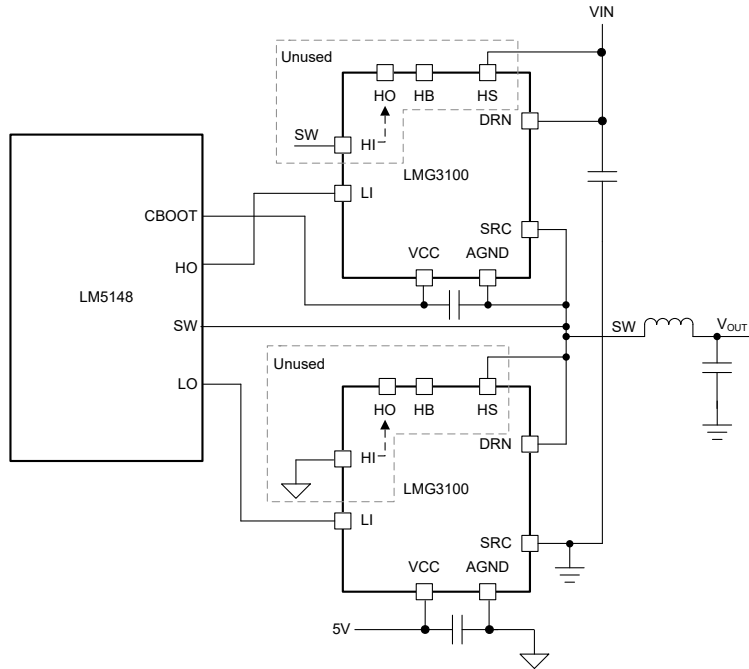 VIN
Unused
HO
HB
HS
DRN
SW
HI
LMG3100
LI
SRC
CBOOT
VCC
AGND
HO
LM5148
SW
SW
VOUT
Unused
LO
HO
HB
HS
DRN
HI
LMG3100
LI
SRC
VCC
AGND
5V